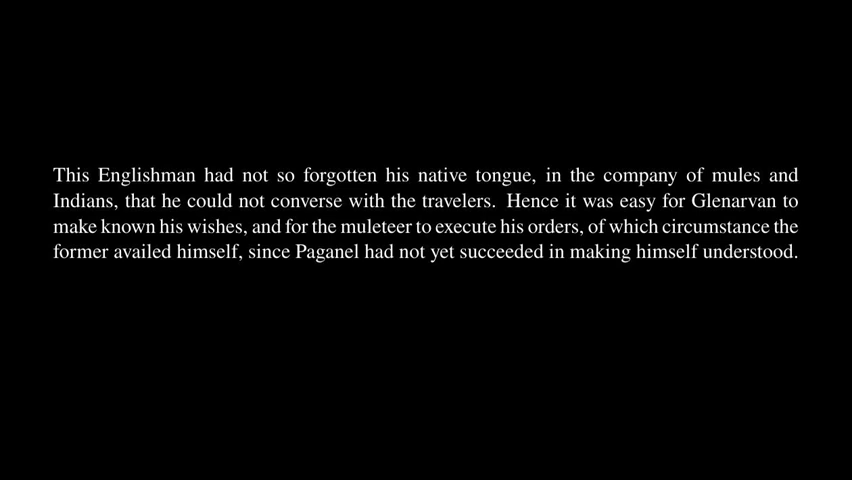 This Englishman had not so forgotten his native tongue, in the company of mules and
Indians, that he could not converse with the travelers. Hence it was easy for Glenarvan to
make known his wishes, and for the muleteer to execute his orders, of which circumstance the
former availed himself, since Paganel had not yet succeeded in making himself understood.